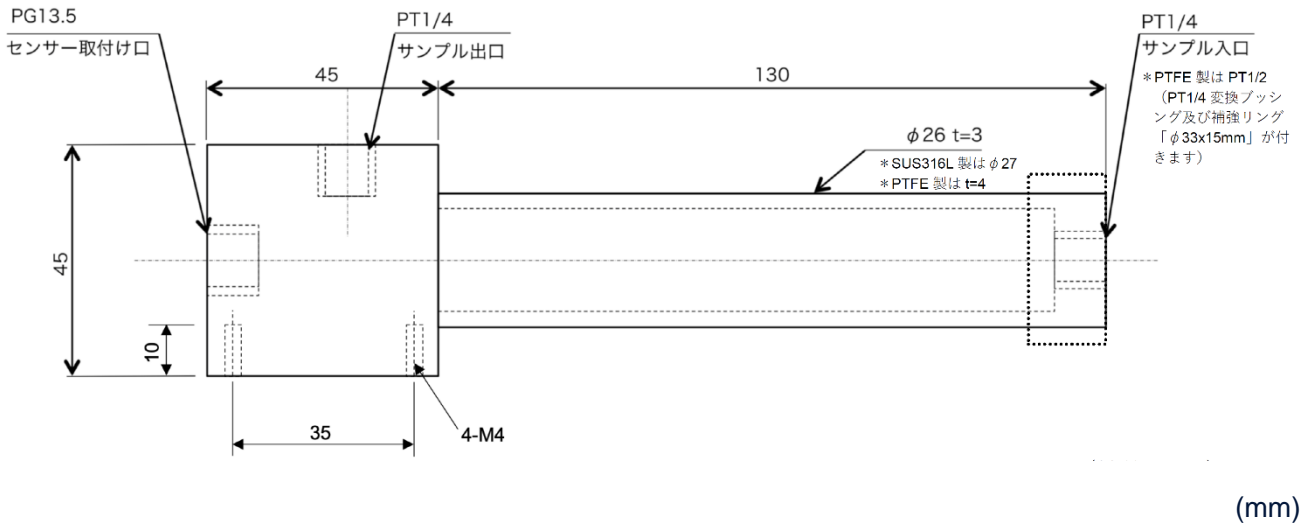 PG13.5
センサー取付け口
PT1/4
サンプル出口
PT1/4
サンプル入口
＊PTFE 製は PT1/2
（PT1/4 変換ブッシ
ング及び補強リング
「φ33x15mm」が付
きます）
45
130
φ26 t=3
＊SUS316L 製はφ27
＊PTFE 製は t=4
45
10
35
4-M4
(mm)